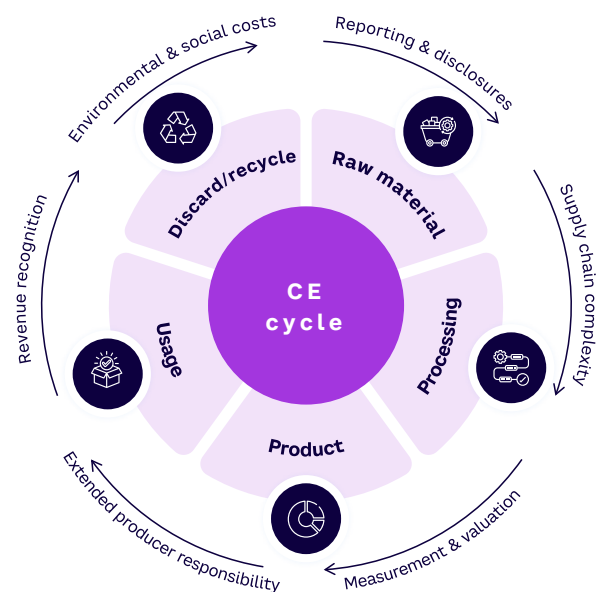 Environmental & social costs
Reporting & disclosures
Discard/recycle
Raw material
Revenue recognition
Supply chain complexity
CE
cycle
Usage
Processing
Product
Extended producer responsibility
Measurement & valuation